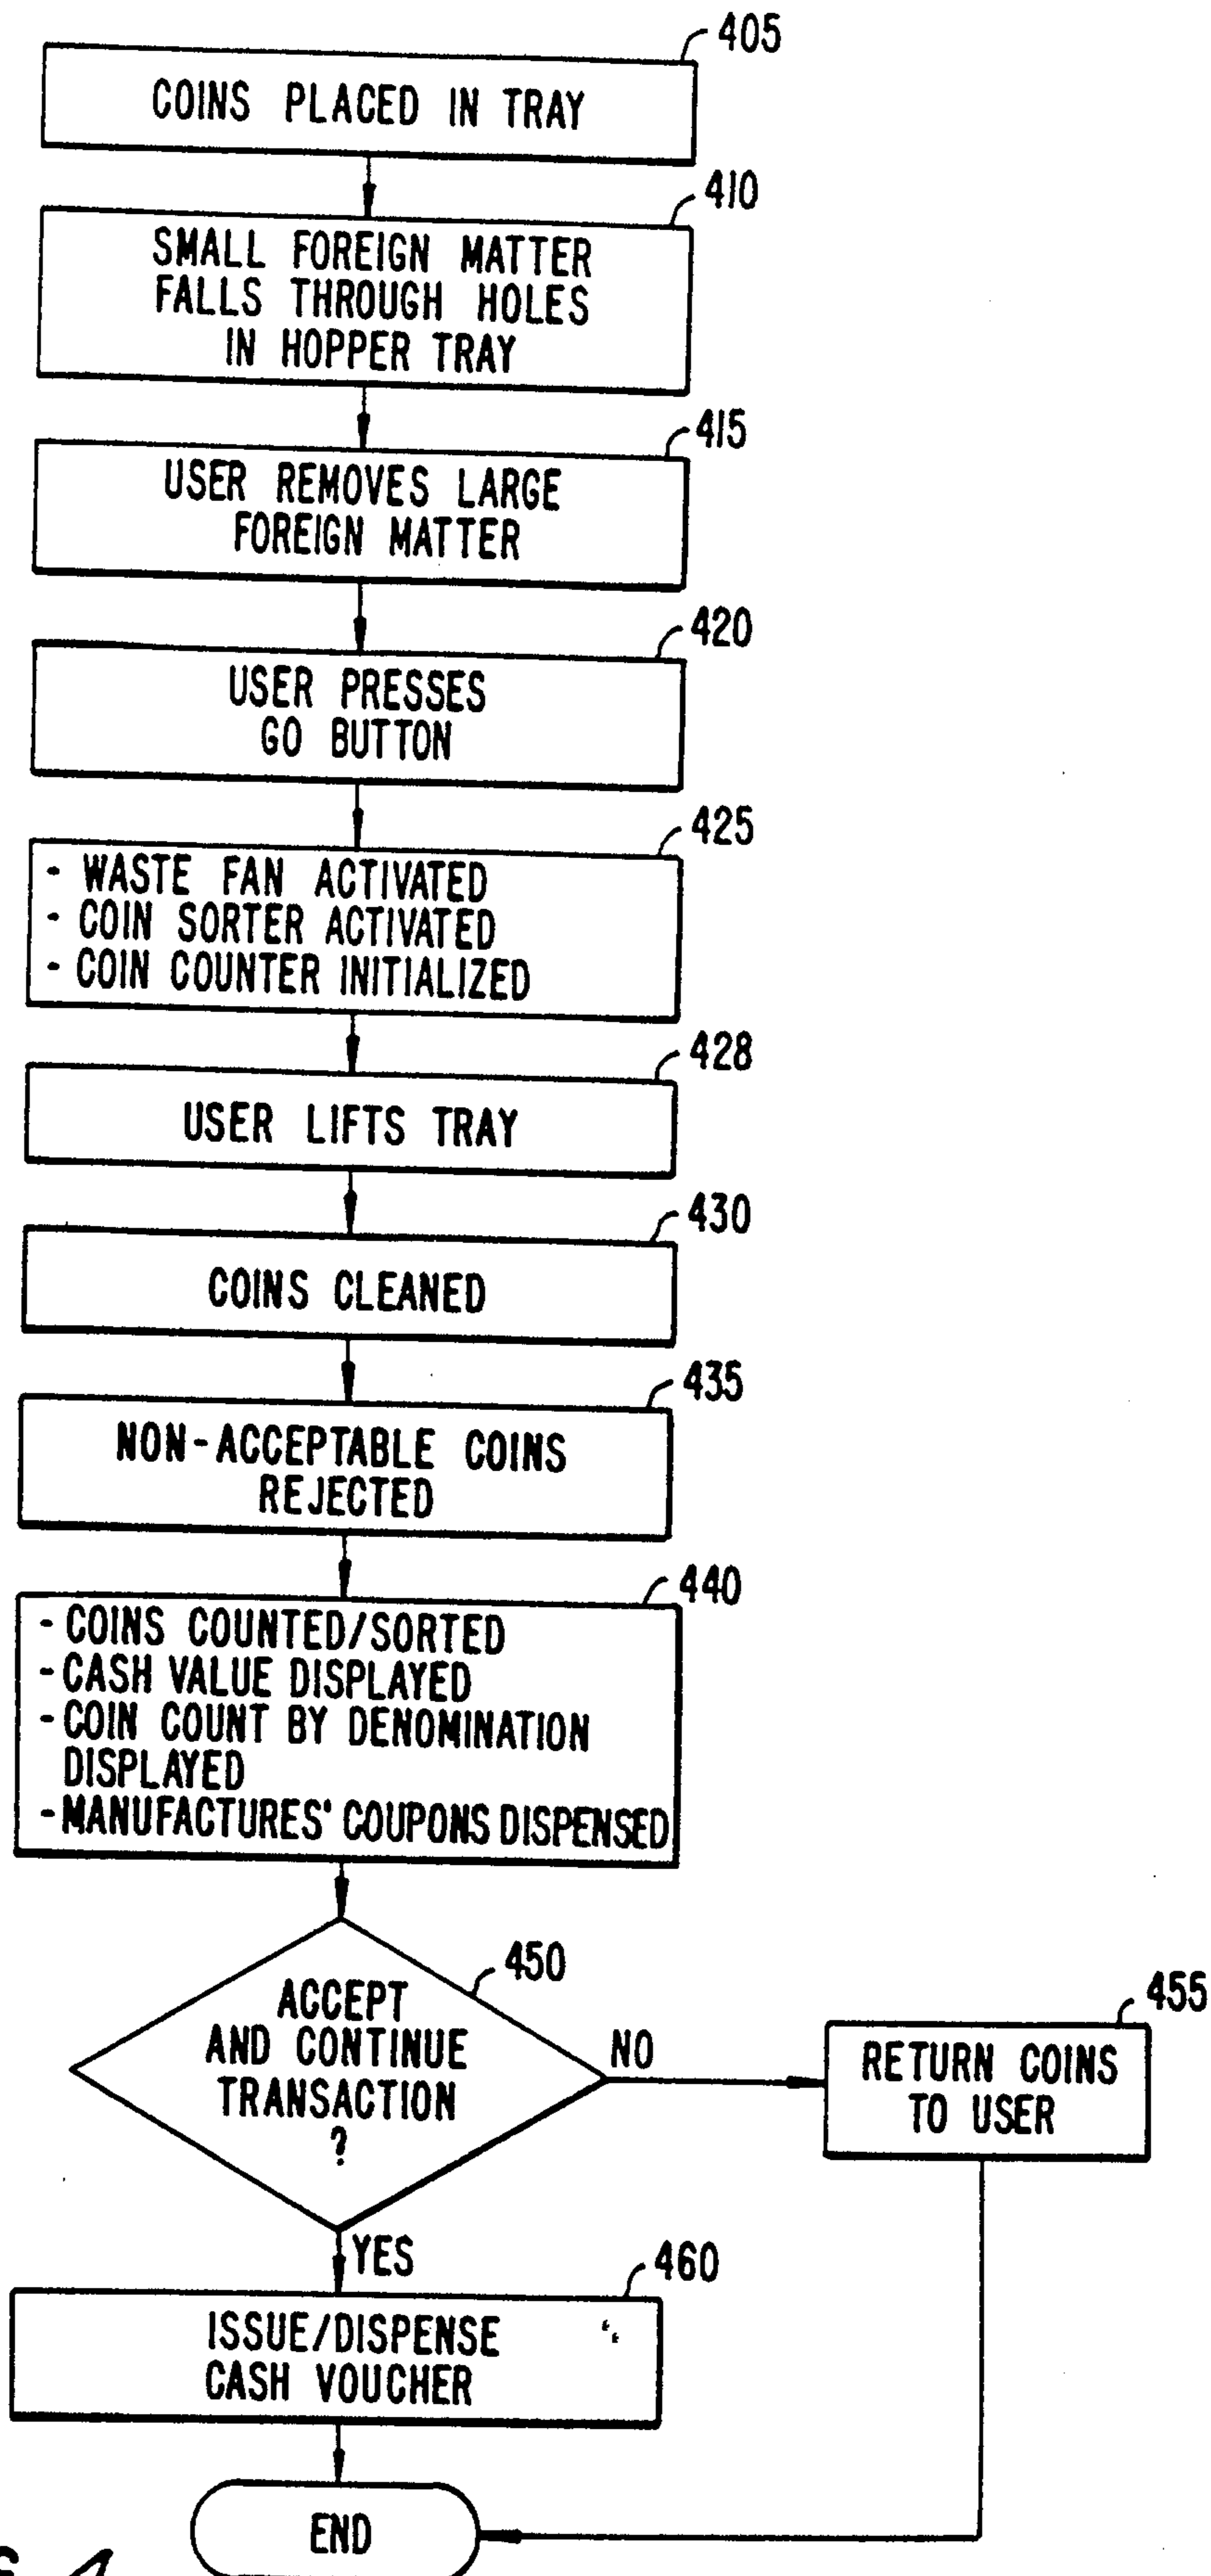 405
COINS PLACED IN TRAY
410
SMALL FOREIGN MATTER
FALLS THROUGH HOLES
IN HOPPER TRAY
415
USER REMOVES LARGE
FOREIGN MATTER
420
USER PRESSES
GO BUTTON
425
- WASTE FAN ACTIVATED
- COIN SORTER ACTIVATED
- COIN COUNTER INITIALIZED
428
USER LIFTS TRAY
430
COINS CLEANED
435
NON-ACCEPTABLE COINS
REJECTED
440
- COINS COUNTED/SORTED
- CASH VALUE DISPLAYED
- COIN COUNT BY DENOMINATION
DISPLAYED
- MANUFACTURES' COUPONS DISPENSED
450
ACCEPT
AND CONTINUE
TRANSACTION
?
NO
455
RETURN COINS
TO USER
YES
460
ISSUE/DISPENSE
CASH VOUCHER
END